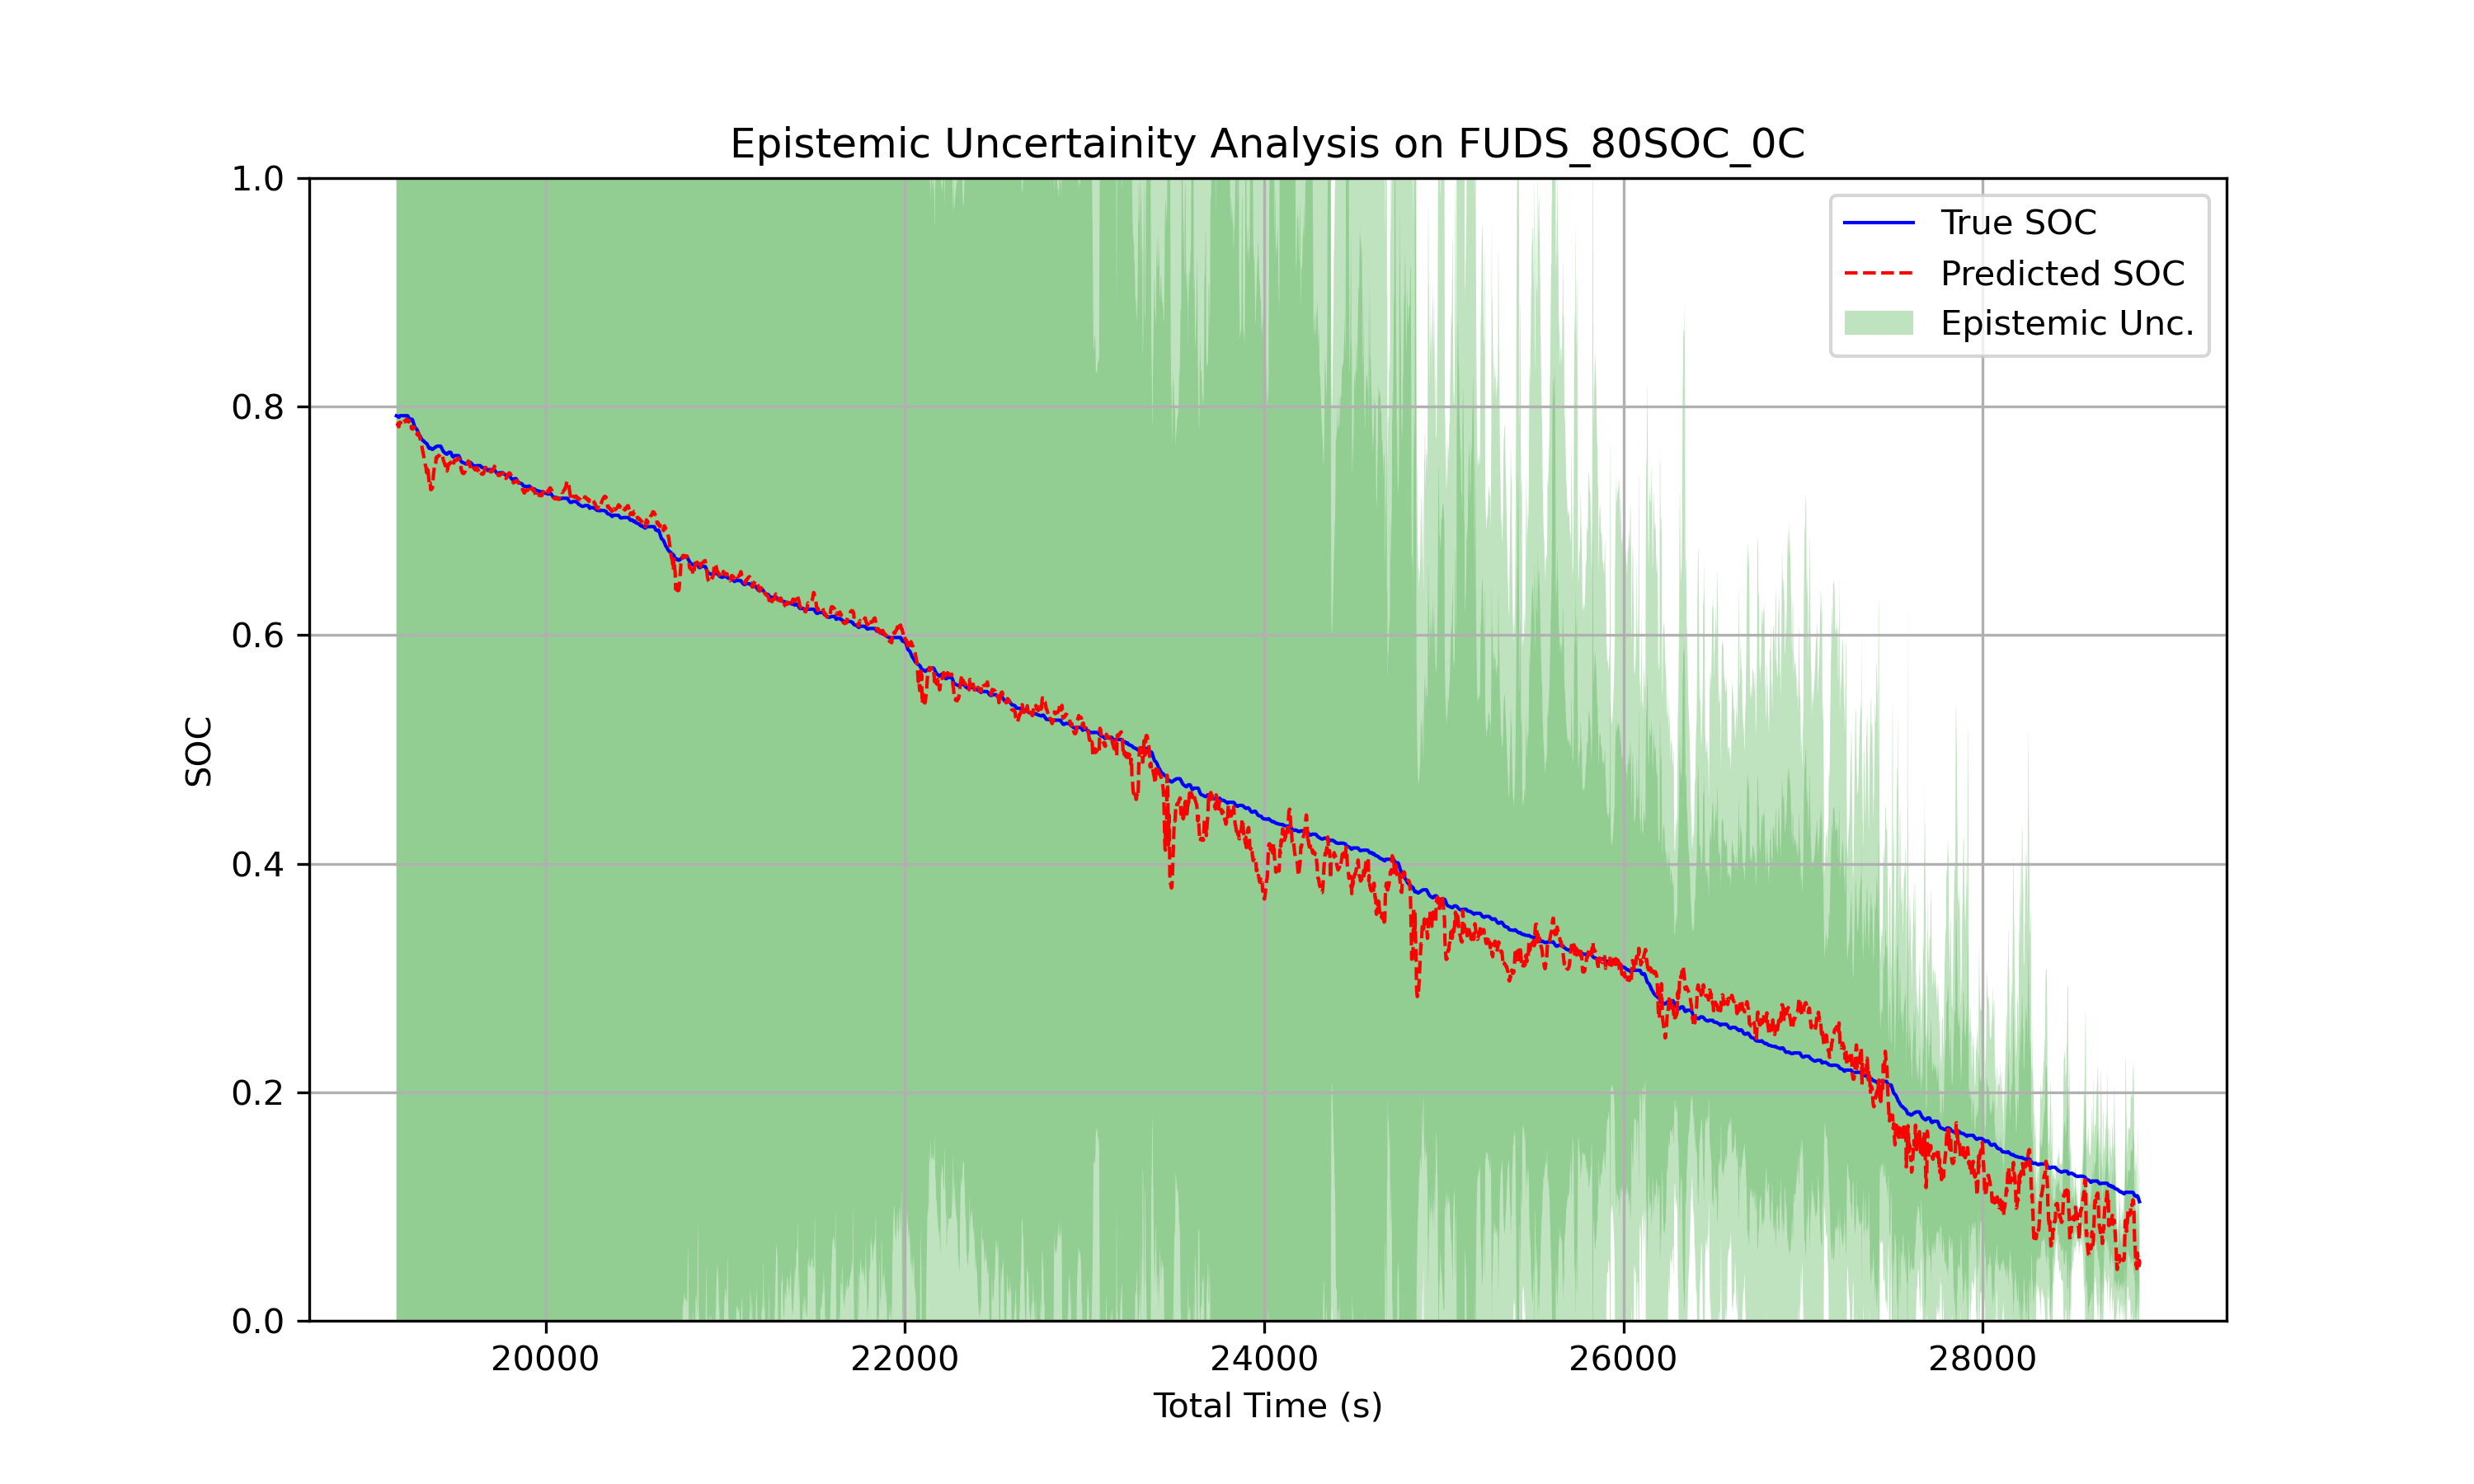 Epistemic Uncertainity Analysis on FUDS_80SOC_0C
True SOC
Predicted SOC
Epistemic Unc.
1.0
0.8
0.6
0.4
0.2
0.0
SOC
20000 22000 24000 26000 28000
Total Time (s)